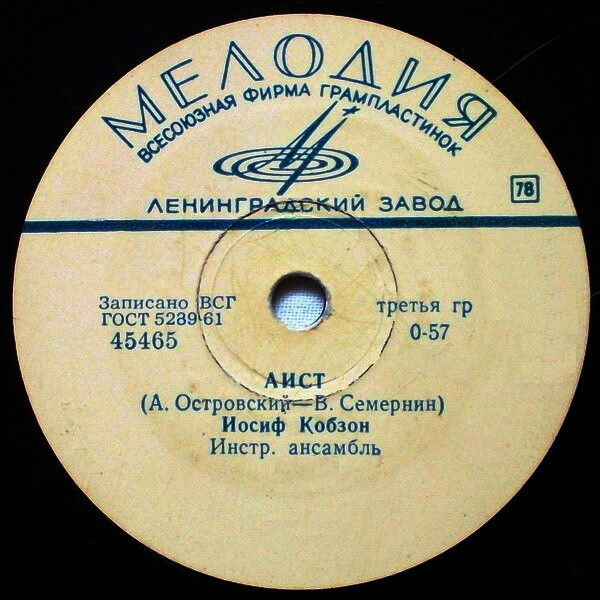 МЕЛОДИЯ
ВСЕСОЮЗНАЯ ФИРМА ГРАМПЛАСТИНОК
78
ЛЕНИНГРАДСКИЙ ЗАВОД
Записано ВСГ третья гр
ГОСТ 5289-61 0-57
45465
АИСТ
(А. Островский—В. Семернин)
Иосиф Кобзон
Инстр. ансамбль